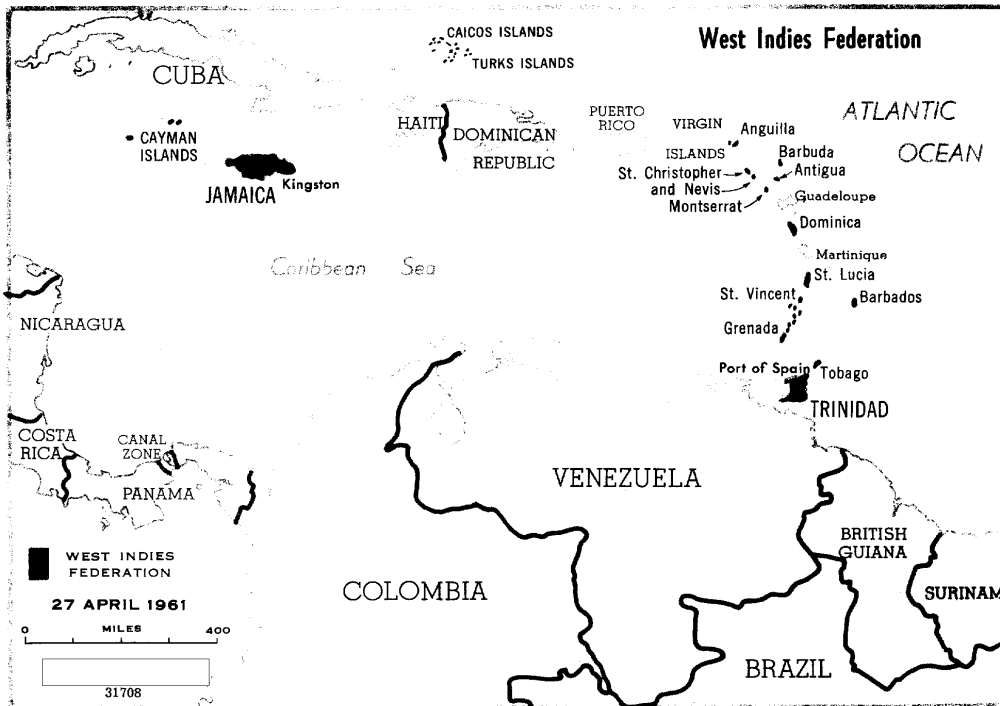 West Indies Federation
CAICOS ISLANDS
TURKS ISLANDS
CUBA
CAYMAN
ISLANDS
JAMAICA
Kingston
HAITI
DOMINICAN
REPUBLIC
PUERTO
RICO
VIRGIN
ISLANDS
ATLANTIC
OCEAN
Anguilla
Barbuda
St. Christopher
and Nevis
Antigua
Montserrat
Guadeloupe
Dominica
Martinique
St. Lucia
St. Vincent
Barbados
Grenada
Caribbean Sea
Port of Spain
Tobago
TRINIDAD
NICARAGUA
COSTA
RICA
CANAL
ZONE
PANAMA
VENEZUELA
COLOMBIA
BRITISH
GUIANA
SURINAM
BRAZIL
WEST INDIES
FEDERATION
27 APRIL 1961
0 MILES 400
31708